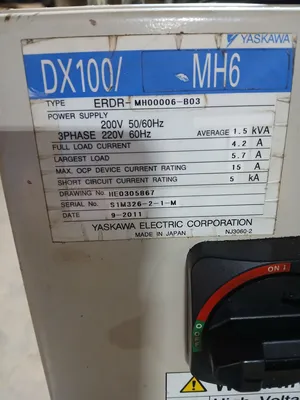 YASKAWA
DX100/ MH6
TYPE ERDR-MH00006-B03
POWER SUPPLY
200V 50/60Hz
3PHASE 220V 60Hz AVERAGE 1.5 kVA
FULL LOAD CURRENT 4.2 A
LARGEST LOAD 5.7 A
MAX. OCP DEVICE CURRENT RATING 15 A
SHORT CIRCUIT CURRENT RATING 5 kA
DRAWING No. HE0305867
SERIAL No. S1M326-2-1-M
DATE 9-2011
YASKAWA ELECTRIC CORPORATION
MADE IN JAPAN NJ3060-2
ON
High Voltage